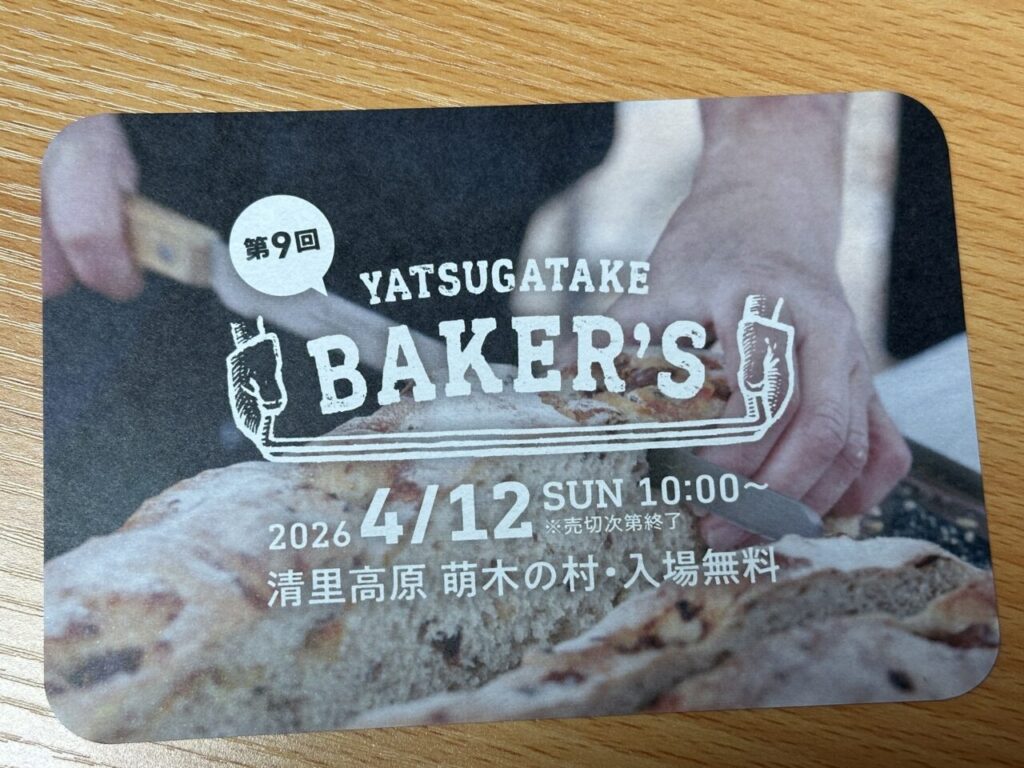 第9回
YATSUGATAKE
BAKER'S
2026 4/12 SUN 10:00～
※売切次第終了
清里高原 萌木の村・入場無料